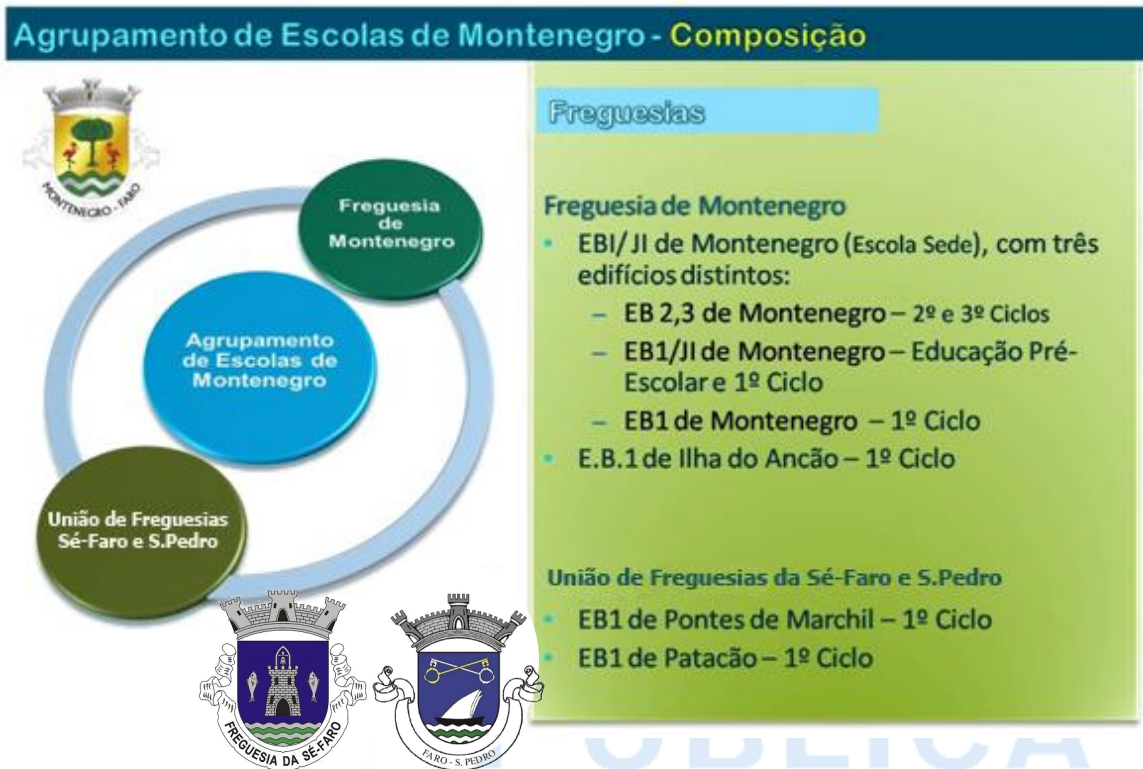 Agrupamento de Escolas de Montenegro - Composição
MONTENEGRO - FARO
Freguesia
de
Montenegro
Agrupamento
de Escolas de
Montenegro
União de Freguesias
Sé-Faro e S.Pedro
FREGUESIA DA SÉ-FARO
FARO - S. PEDRO
Freguesias
Freguesia de Montenegro
• EBI/ JI de Montenegro (Escola Sede), com três
edifícios distintos:
– EB 2,3 de Montenegro – 2º e 3º Ciclos
– EB1/JI de Montenegro – Educação Pré-
Escolar e 1º Ciclo
– EB1 de Montenegro – 1º Ciclo
• E.B.1 de Ilha do Ancão – 1º Ciclo
União de Freguesias da Sé-Faro e S.Pedro
• EB1 de Pontes de Marchil – 1º Ciclo
• EB1 de Patacão – 1º Ciclo